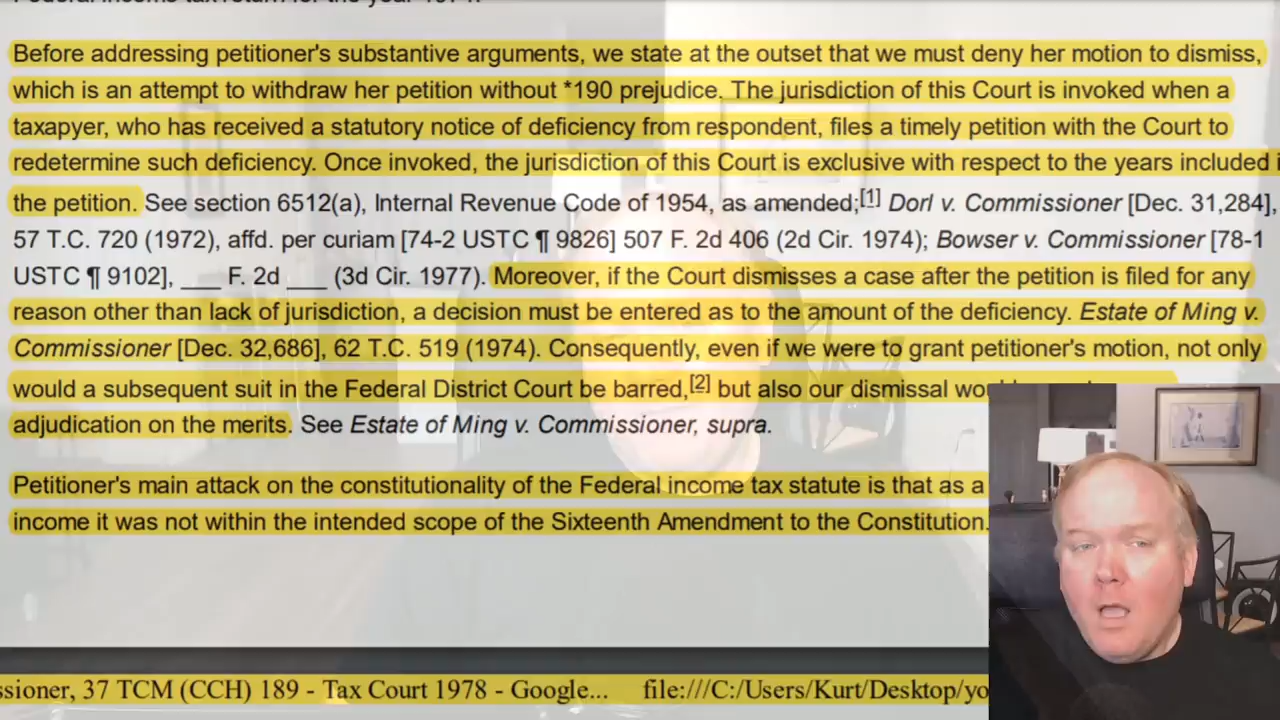 Federal income tax return for the year 1974.
Before addressing petitioner's substantive arguments, we state at the outset that we must deny her motion to dismiss,
which is an attempt to withdraw her petition without *190 prejudice. The jurisdiction of this Court is invoked when a
taxapyer, who has received a statutory notice of deficiency from respondent, files a timely petition with the Court to
redetermine such deficiency. Once invoked, the jurisdiction of this Court is exclusive with respect to the years included i
the petition. See section 6512(a), Internal Revenue Code of 1954, as amended;[1] Dorl v. Commissioner [Dec. 31,284],
57 T.C. 720 (1972), affd. per curiam [74-2 USTC ¶ 9826] 507 F. 2d 406 (2d Cir. 1974); Bowser v. Commissioner [78-1
USTC ¶ 9102], ___ F. 2d ___ (3d Cir. 1977). Moreover, if the Court dismisses a case after the petition is filed for any
reason other than lack of jurisdiction, a decision must be entered as to the amount of the deficiency. Estate of Ming v.
Commissioner [Dec. 32,686], 62 T.C. 519 (1974). Consequently, even if we were to grant petitioner's motion, not only
would a subsequent suit in the Federal District Court be barred,[2] but also our dismissal wo
adjudication on the merits. See Estate of Ming v. Commissioner, supra.
Petitioner's main attack on the constitutionality of the Federal income tax statute is that as a
income it was not within the intended scope of the Sixteenth Amendment to the Constitution.
ssioner, 37 TCM (CCH) 189 - Tax Court 1978 - Google... file:///C:/Users/Kurt/Desktop/yo